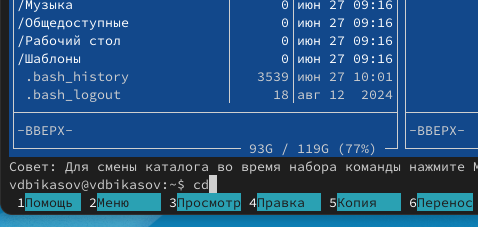 /Музыка 0 июн 27 09:16
/Общедоступные 0 июн 27 09:16
/Рабочий стол 0 июн 27 09:16
/Шаблоны 0 июн 27 09:16
.bash_history 3539 июн 27 10:01
.bash_logout 18 авг 12 2024
-ВВЕРХ-
93G / 119G (77%)
Совет: Для смены каталога во время набора команды нажмите
vdbikasov@vdbikasov:~$ cd
1Помощь 2Меню 3Просмотр 4Правка 5Копия 6Перенос